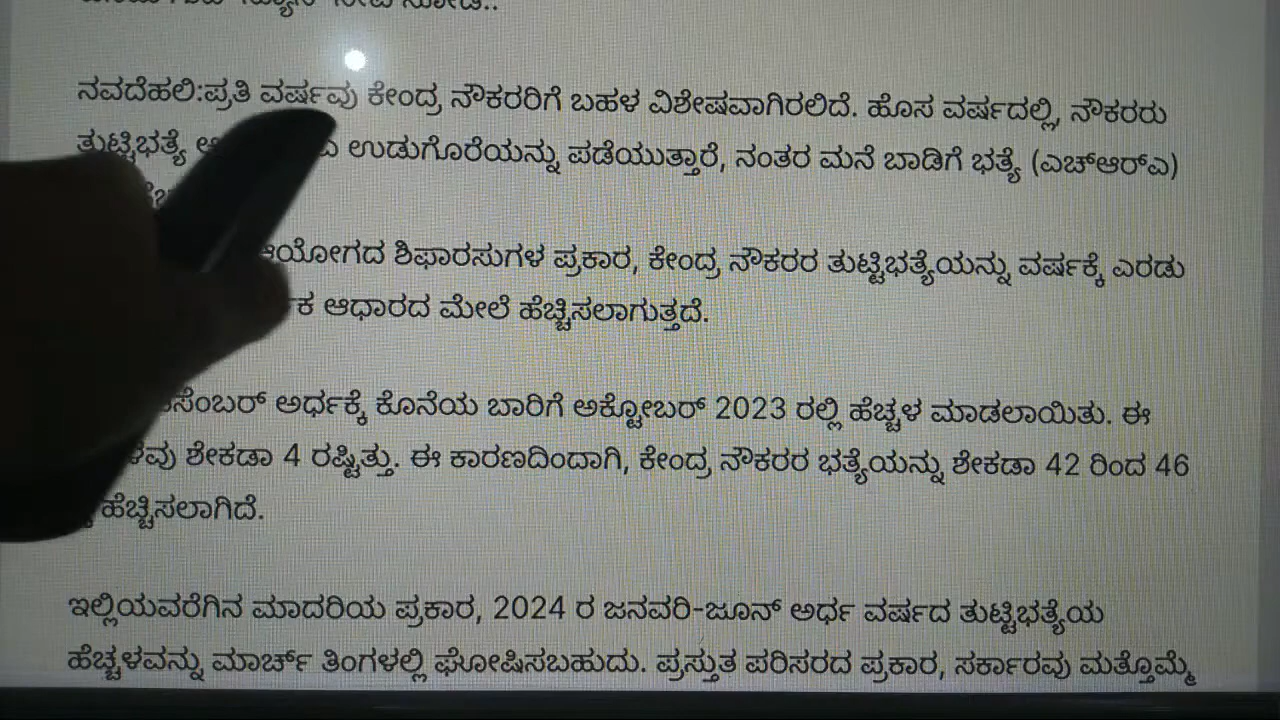 ನವದೆಹಲಿ:ಪ್ರತಿ ವರ್ಷವು ಕೇಂದ್ರ ನೌಕರರಿಗೆ ಬಹಳ ವಿಶೇಷವಾಗಿರಲಿದೆ. ಹೊಸ ವರ್ಷದಲ್ಲಿ, ನೌಕರರು
ತುಟ್ಟಿಭತ್ಯೆ ಉಡುಗೊರೆಯನ್ನು ಪಡೆಯುತ್ತಾರೆ, ನಂತರ ಮನೆ ಬಾಡಿಗೆ ಭತ್ಯೆ (ಎಚ್‌ಆರ್‌ಎ)
ಆಯೋಗದ ಶಿಫಾರಸುಗಳ ಪ್ರಕಾರ, ಕೇಂದ್ರ ನೌಕರರ ತುಟ್ಟಿಭತ್ಯೆಯನ್ನು ವರ್ಷಕ್ಕೆ ಎರಡು
ಆಧಾರದ ಮೇಲೆ ಹೆಚ್ಚಿಸಲಾಗುತ್ತದೆ.
ಅರ್ಧಕ್ಕೆ ಕೊನೆಯ ಬಾರಿಗೆ ಅಕ್ಟೋಬರ್ 2023 ರಲ್ಲಿ ಹೆಚ್ಚಳ ಮಾಡಲಾಯಿತು. ಈ
ಶೇಕಡಾ 4 ರಷ್ಟಿತ್ತು. ಈ ಕಾರಣದಿಂದಾಗಿ, ಕೇಂದ್ರ ನೌಕರರ ಭತ್ಯೆಯನ್ನು ಶೇಕಡಾ 42 ರಿಂದ 46
ಹೆಚ್ಚಿಸಲಾಗಿದೆ.
ಇಲ್ಲಿಯವರೆಗಿನ ಮಾದರಿಯ ಪ್ರಕಾರ, 2024 ರ ಜನವರಿ-ಜೂನ್ ಅರ್ಧ ವರ್ಷದ ತುಟ್ಟಿಭತ್ಯೆಯ
ಹೆಚ್ಚಳವನ್ನು ಮಾರ್ಚ್ ತಿಂಗಳಲ್ಲಿ ಘೋಷಿಸಬಹುದು. ಪ್ರಸ್ತುತ ಪರಿಸರದ ಪ್ರಕಾರ, ಸರ್ಕಾರವು ಮತ್ತೊಮ್ಮೆ